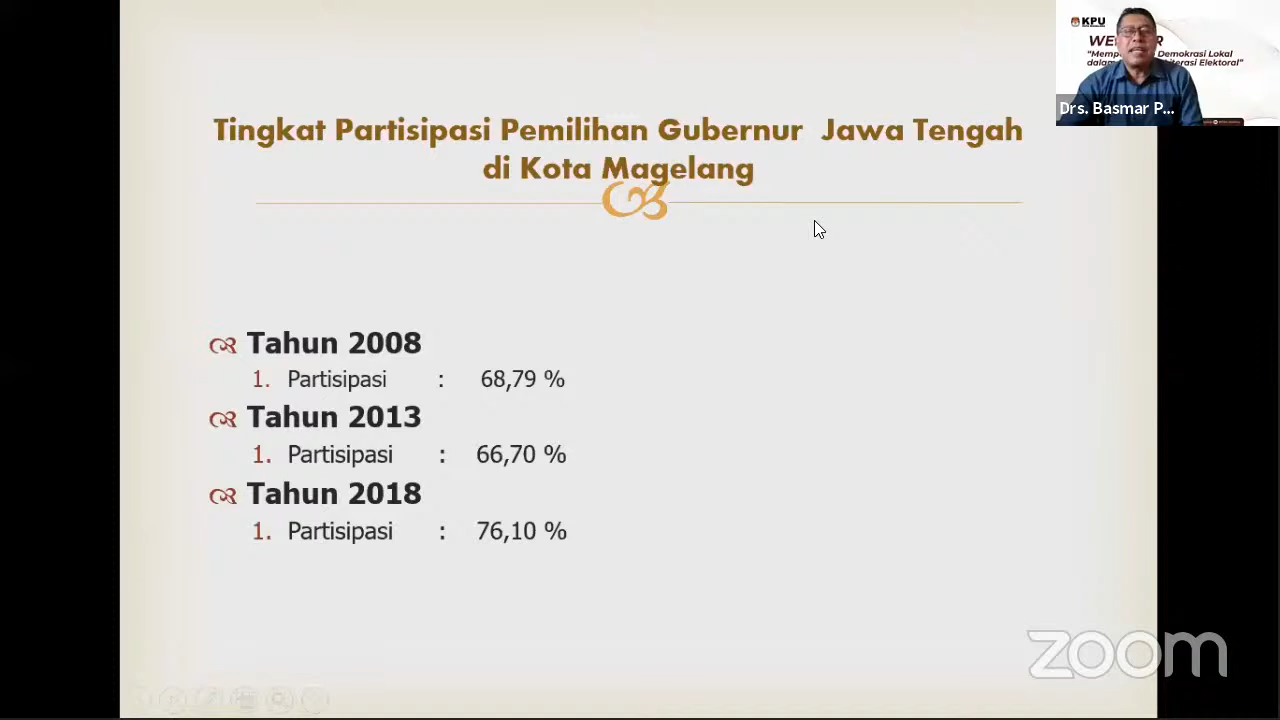 Tingkat Partisipasi Pemilihan Gubernur Jawa Tengah
di Kota Magelang
Tahun 2008
1. Partisipasi : 68,79 %
Tahun 2013
1. Partisipasi : 66,70 %
Tahun 2018
1. Partisipasi : 76,10 %
KPU
Demokrasi Lokal
Elektoral"
Drs. Basmar P...
zoom